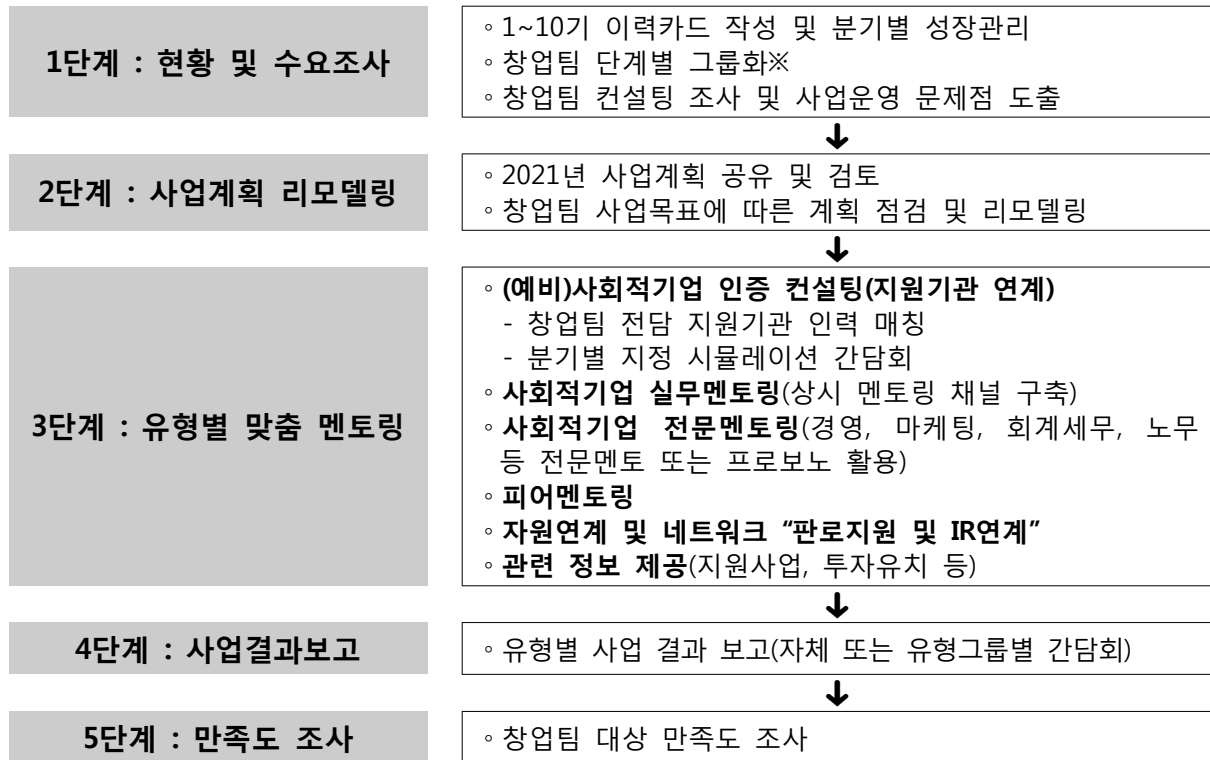 1단계 : 현황 및 수요조사
◦1~10기 이력카드 작성 및 분기별 성장관리
◦창업팀 단계별 그룹화※
◦창업팀 컨설팅 조사 및 사업운영 문제점 도출
2단계 : 사업계획 리모델링
◦2021년 사업계획 공유 및 검토
◦창업팀 사업목표에 따른 계획 점검 및 리모델링
3단계 : 유형별 맞춤 멘토링
◦(예비)사회적기업 인증 컨설팅(지원기관 연계)
- 창업팀 전담 지원기관 인력 매칭
- 분기별 지정 시뮬레이션 간담회
◦사회적기업 실무멘토링(상시 멘토링 채널 구축)
◦사회적기업 전문멘토링(경영, 마케팅, 회계세무, 노무
등 전문멘토 또는 프로보노 활용)
◦피어멘토링
◦자원연계 및 네트워크 “판로지원 및 IR연계”
◦관련 정보 제공(지원사업, 투자유치 등)
4단계 : 사업결과보고
◦유형별 사업 결과 보고(자체 또는 유형그룹별 간담회)
5단계 : 만족도 조사
◦창업팀 대상 만족도 조사